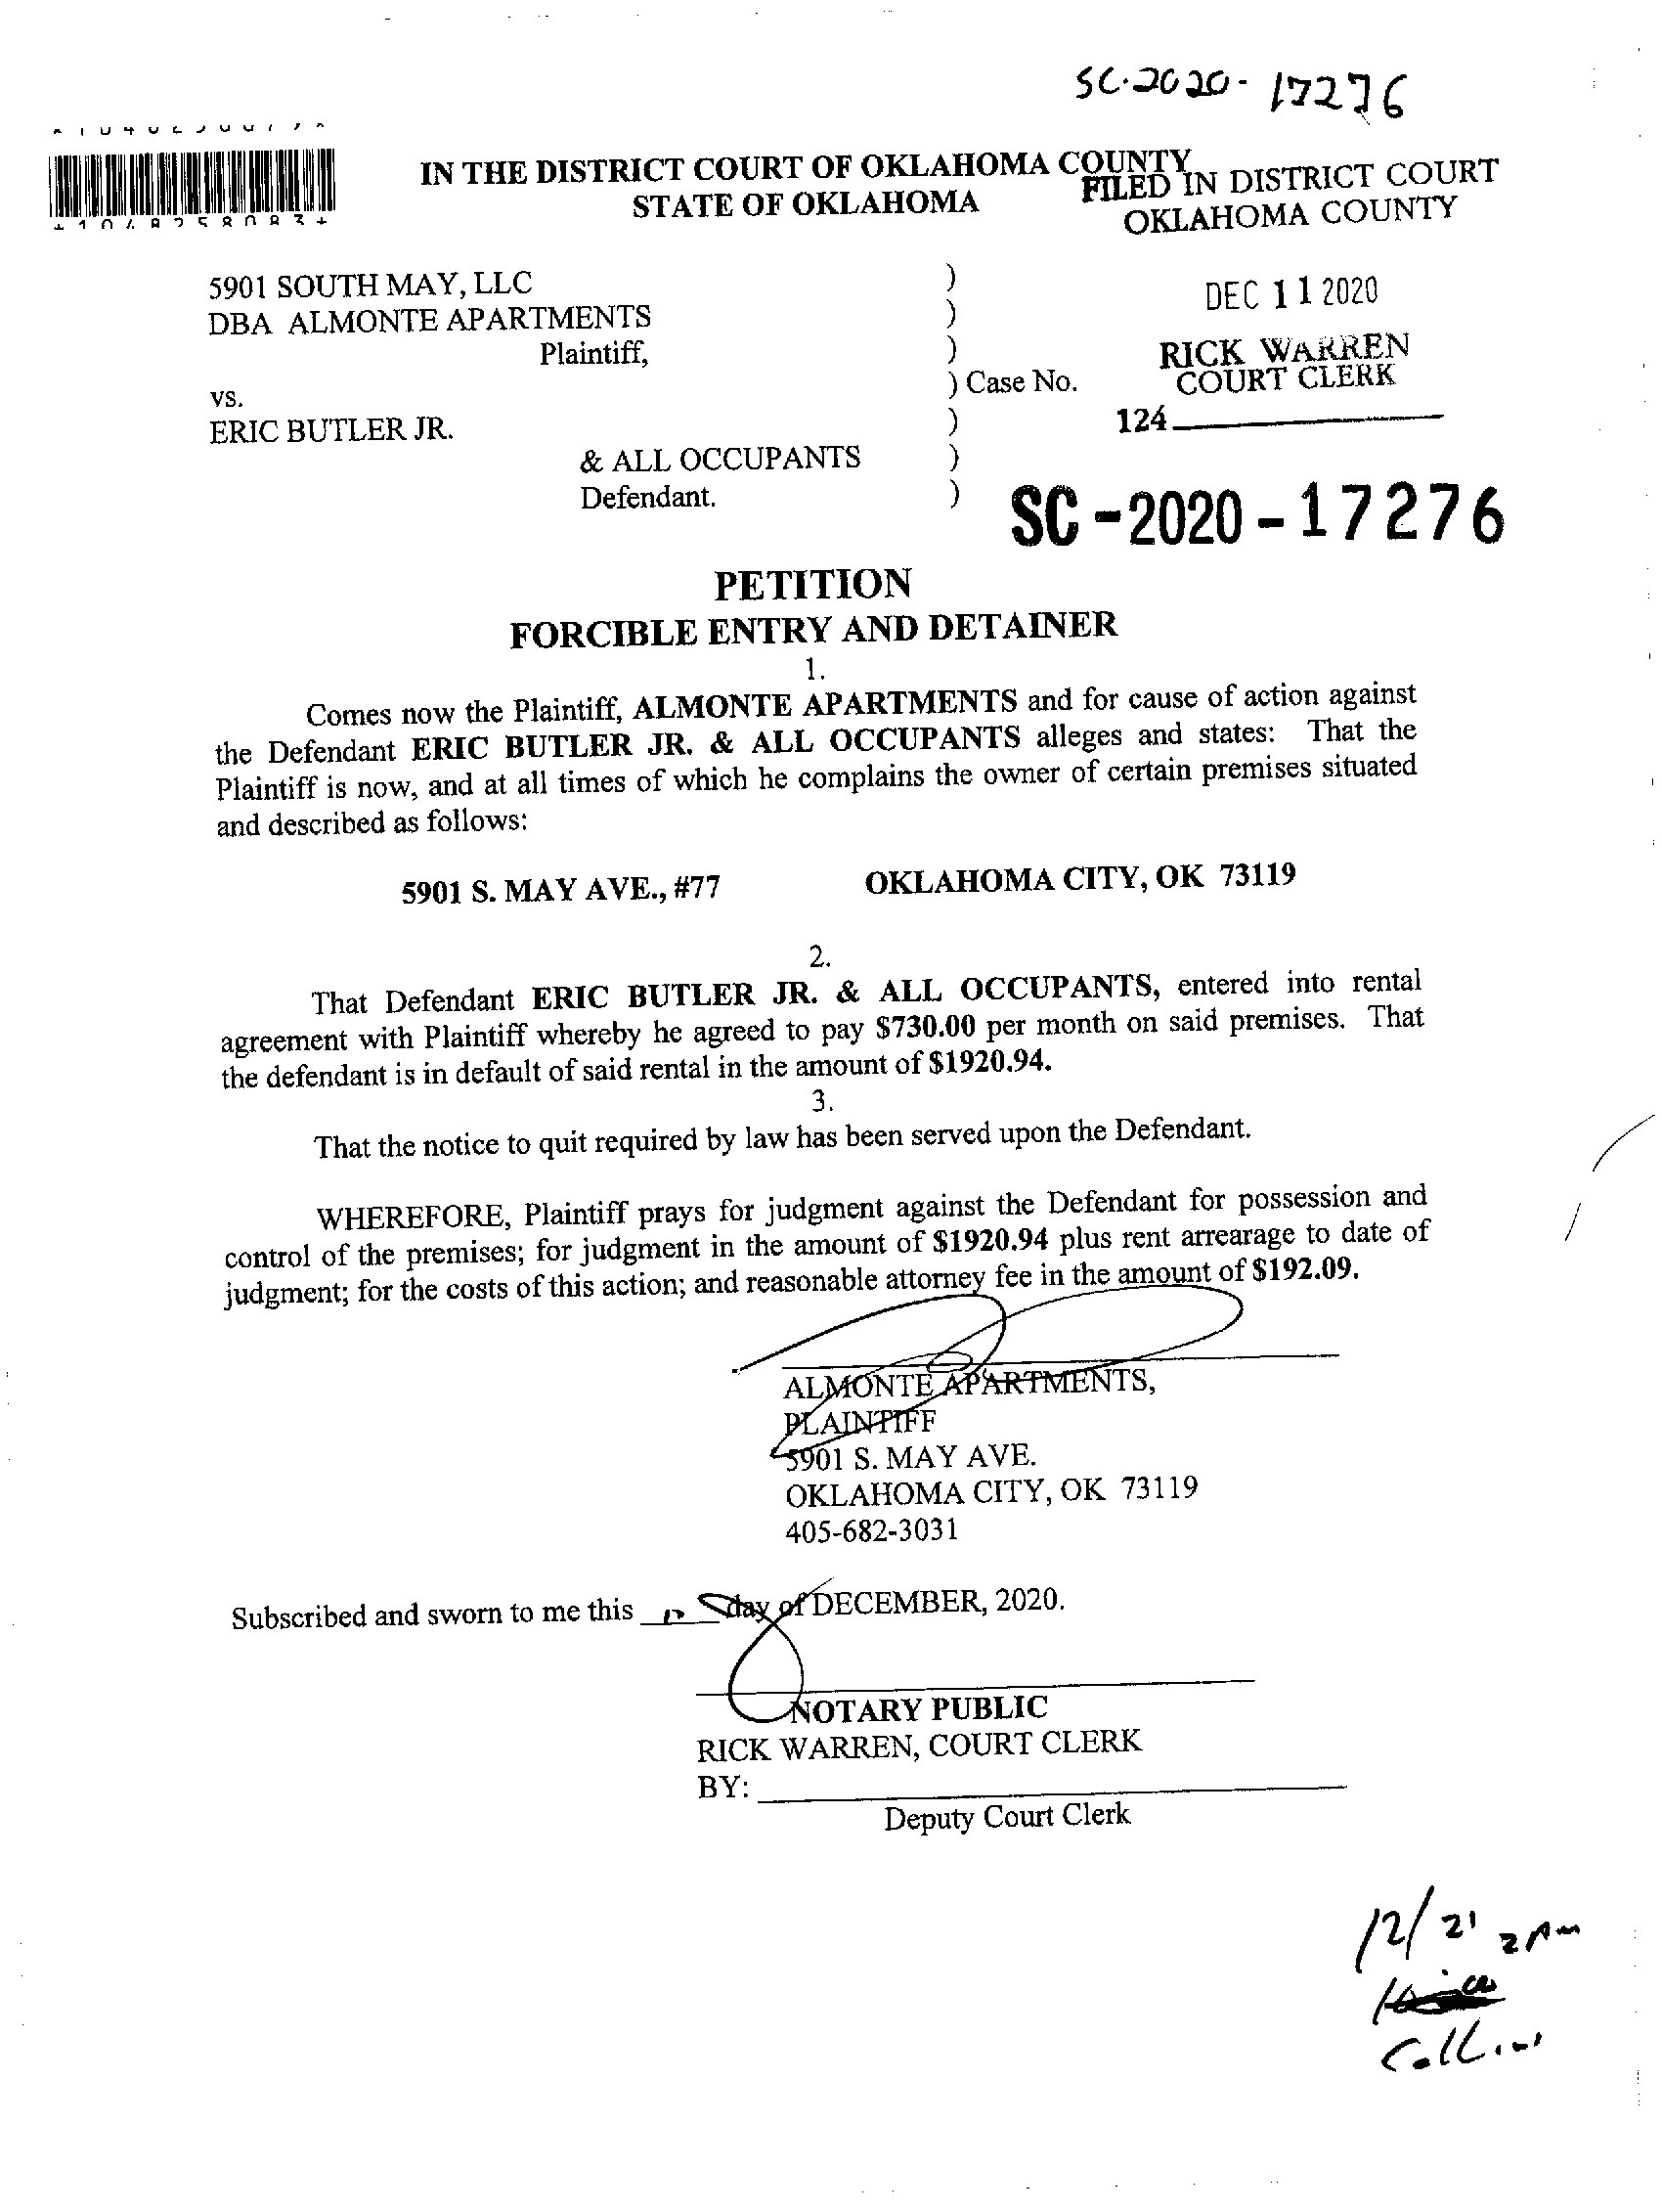 SC-2020-17276
*1048258083*
IN THE DISTRICT COURT OF OKLAHOMA COUNTY
STATE OF OKLAHOMA
FILED IN DISTRICT COURT
OKLAHOMA COUNTY
5901 SOUTH MAY, LLC )
DBA ALMONTE APARTMENTS )
DEC 11 2020
Plaintiff, )
RICK WARREN
COURT CLERK
vs. ) Case No.
ERIC BUTLER JR. )
124
& ALL OCCUPANTS )
Defendant. )
SC-2020-17276
PETITION
FORCIBLE ENTRY AND DETAINER
1.
Comes now the Plaintiff, ALMONTE APARTMENTS and for cause of action against
the Defendant ERIC BUTLER JR. & ALL OCCUPANTS alleges and states: That the
Plaintiff is now, and at all times of which he complains the owner of certain premises situated
and described as follows:
5901 S. MAY AVE., #77 OKLAHOMA CITY, OK 73119
2.
That Defendant ERIC BUTLER JR. & ALL OCCUPANTS, entered into rental
agreement with Plaintiff whereby he agreed to pay $730.00 per month on said premises. That
the defendant is in default of said rental in the amount of $1920.94.
3.
That the notice to quit required by law has been served upon the Defendant.
WHEREFORE, Plaintiff prays for judgment against the Defendant for possession and
control of the premises; for judgment in the amount of $1920.94 plus rent arrearage to date of
judgment; for the costs of this action; and reasonable attorney fee in the amount of $192.09.
ALMONTE APARTMENTS,
PLAINTIFF
5901 S. MAY AVE.
OKLAHOMA CITY, OK 73119
405-682-3031
Subscribed and sworn to me this day of DECEMBER, 2020.
NOTARY PUBLIC
RICK WARREN, COURT CLERK
BY:
Deputy Court Clerk
12/21 2pm
Collins